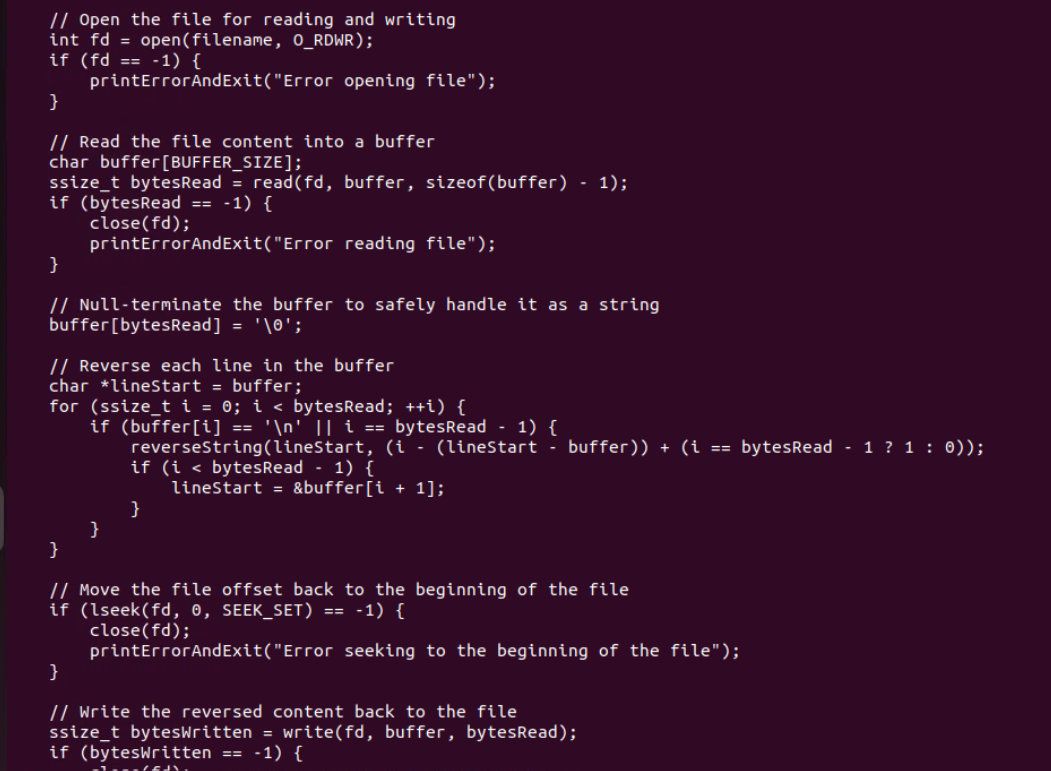 // Open the file for reading and writing
int fd = open(filename, O_RDWR);
if (fd == -1) {
    printErrorAndExit("Error opening file");
}

// Read the file content into a buffer
char buffer[BUFFER_SIZE];
ssize_t bytesRead = read(fd, buffer, sizeof(buffer) - 1);
if (bytesRead == -1) {
    close(fd);
    printErrorAndExit("Error reading file");
}

// Null-terminate the buffer to safely handle it as a string
buffer[bytesRead] = '\0';

// Reverse each line in the buffer
char *lineStart = buffer;
for (ssize_t i = 0; i < bytesRead; ++i) {
    if (buffer[i] == '\n' || i == bytesRead - 1) {
        reverseString(lineStart, (i - (lineStart - buffer)) + (i == bytesRead - 1 ? 1 : 0));
        if (i < bytesRead - 1) {
            lineStart = &buffer[i + 1];
        }
    }
}

// Move the file offset back to the beginning of the file
if (lseek(fd, 0, SEEK_SET) == -1) {
    close(fd);
    printErrorAndExit("Error seeking to the beginning of the file");
}

// Write the reversed content back to the file
ssize_t bytesWritten = write(fd, buffer, bytesRead);
if (bytesWritten == -1) {